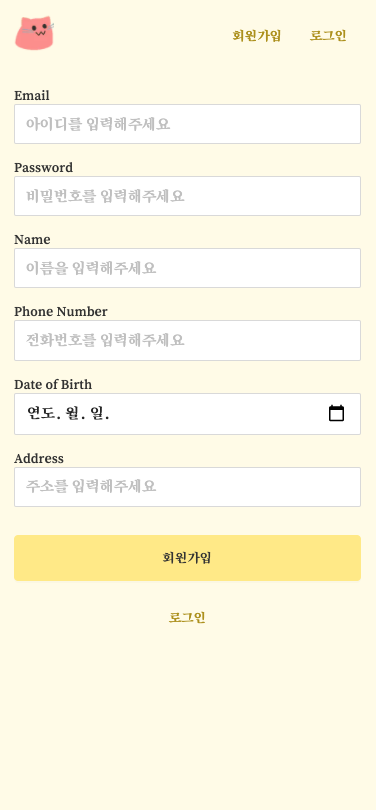 회원가입 로그인
Email
아이디를 입력해주세요
Password
비밀번호를 입력해주세요
Name
이름을 입력해주세요
Phone Number
전화번호를 입력해주세요
Date of Birth
연도. 월. 일.
Address
주소를 입력해주세요
회원가입
로그인